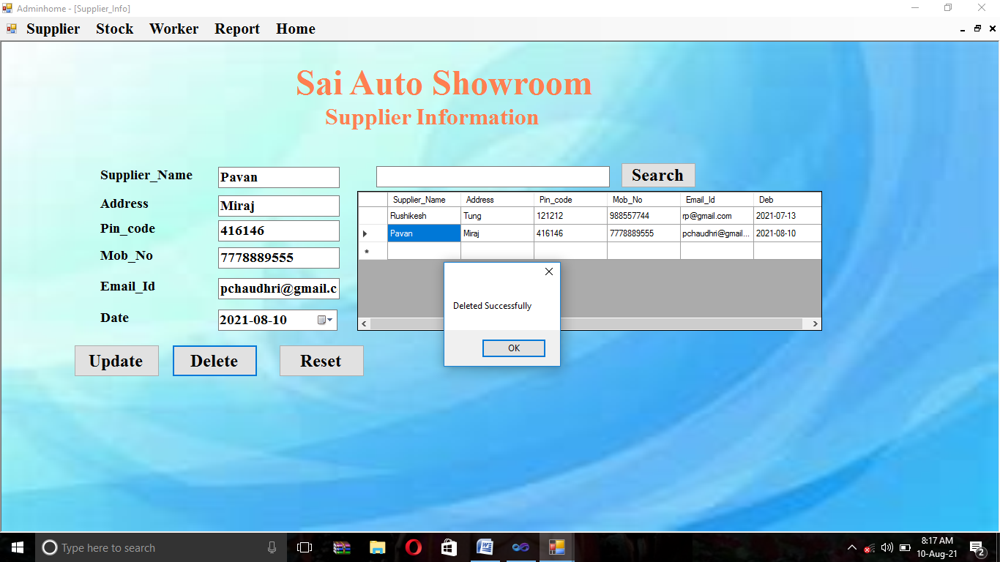 Adminhome - [Supplier_Info]
Supplier Stock Worker Report Home
Sai Auto Showroom
Supplier Information
Supplier_Name Pavan
Search
Address Miraj
Pin_code 416146
Mob_No 7778889555
Email_Id pchaudhri@gmail.c
Date 2021-08-10
Supplier_Name Address Pin_code Mob_No Email_Id Deb
Rushikesh Tung 121212 988557744 rp@gmail.com 2021-07-13
Pavan Miraj 416146 7778889555 pchaudhri@gmail... 2021-08-10
*
Deleted Successfully
OK
Update Delete Reset
Type here to search
8:17 AM
10-Aug-21
2